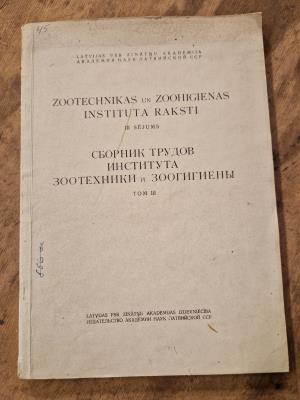 45
LATVIJAS PSR ZINĀTŅU AKADĒMIJA
АКАДЕМИЯ НАУК ЛАТВИЙСКОЙ ССР
ZOOTECHNIKAS UN ZOOHIGIENAS
INSTITUTA RAKSTI
III SĒJUMS
СБОРНИК ТРУДОВ
ИНСТИТУТА
ЗООТЕХНИКИ и ЗООГИГИЕНЫ
ТОМ III
LATVIJAS PSR ZINĀTŅU AKADĒMIJAS IZDEVNIECĪBA
ИЗДАТЕЛЬСТВО АКАДЕМИИ НАУК ЛАТВИЙСКОЙ ССР